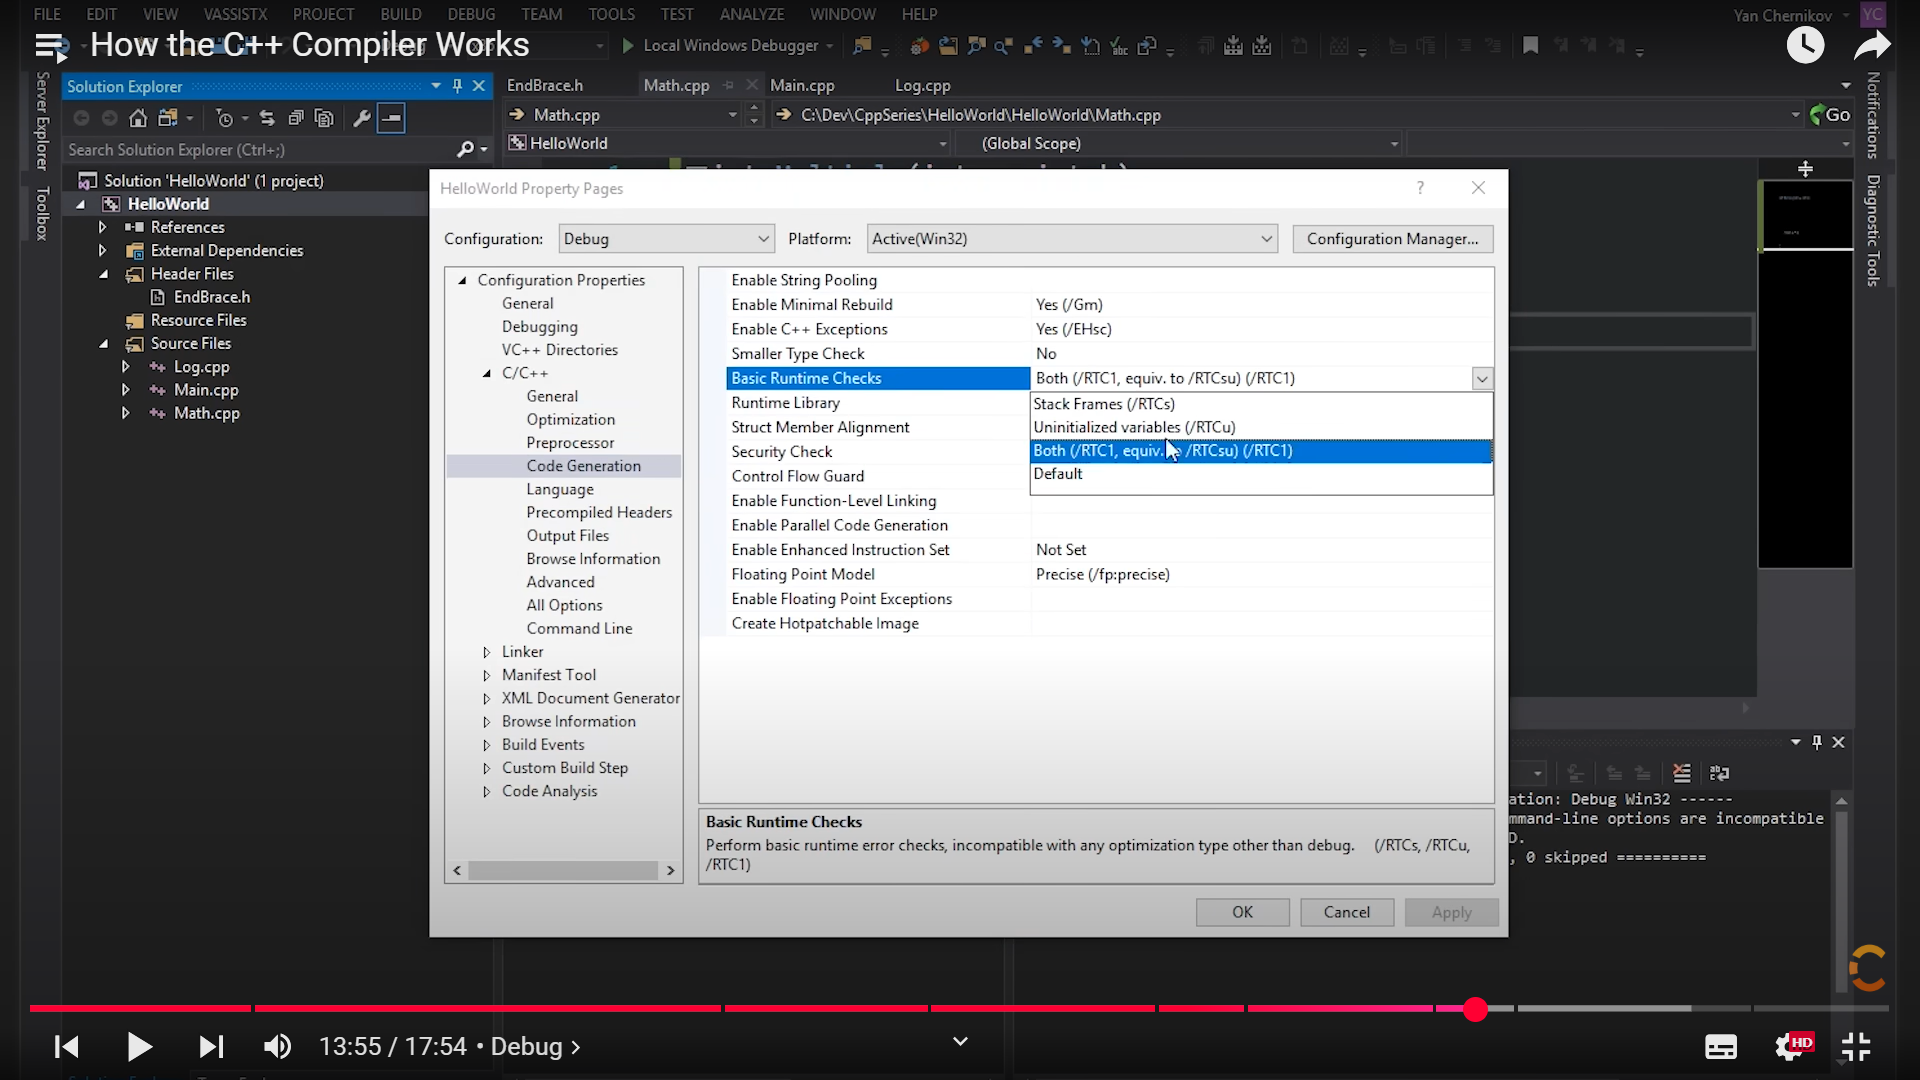 FILE EDIT VIEW VASSISTX PROJECT BUILD DEBUG TEAM TOOLS TEST ANALYZE WINDOW HELP Yan Chernikov YC
How the C++ Compiler Works
Local Windows Debugger
Server Explorer
Toolbox
Solution Explorer
Search Solution Explorer (Ctrl+;)
Solution 'HelloWorld' (1 project)
HelloWorld
References
External Dependencies
Header Files
EndBrace.h
Resource Files
Source Files
Log.cpp
Main.cpp
Math.cpp
EndBrace.h Math.cpp Main.cpp Log.cpp
Math.cpp C:\Dev\CppSeries\HelloWorld\HelloWorld\Math.cpp Go
HelloWorld (Global Scope)
Notifications
Diagnostic Tools
HelloWorld Property Pages ?
Configuration: Debug Platform: Active(Win32) Configuration Manager...
Configuration Properties
General
Debugging
VC++ Directories
C/C++
General
Optimization
Preprocessor
Code Generation
Language
Precompiled Headers
Output Files
Browse Information
Advanced
All Options
Command Line
Linker
Manifest Tool
XML Document Generator
Browse Information
Build Events
Custom Build Step
Code Analysis
Enable String Pooling
Enable Minimal Rebuild Yes (/Gm)
Enable C++ Exceptions Yes (/EHsc)
Smaller Type Check No
Basic Runtime Checks Both (/RTC1, equiv. to /RTCsu) (/RTC1)
Runtime Library
Struct Member Alignment
Security Check
Control Flow Guard
Enable Function-Level Linking
Enable Parallel Code Generation
Enable Enhanced Instruction Set Not Set
Floating Point Model Precise (/fp:precise)
Enable Floating Point Exceptions
Create Hotpatchable Image
Stack Frames (/RTCs)
Uninitialized variables (/RTCu)
Both (/RTC1, equiv. /RTCsu) (/RTC1)
Default
Basic Runtime Checks
Perform basic runtime error checks, incompatible with any optimization type other than debug. (/RTCs, /RTCu,
/RTC1)
OK Cancel Apply
ation: Debug Win32 ------
mmand-line options are incompatible
D.
, 0 skipped ==========
13:55 / 17:54 • Debug
HD